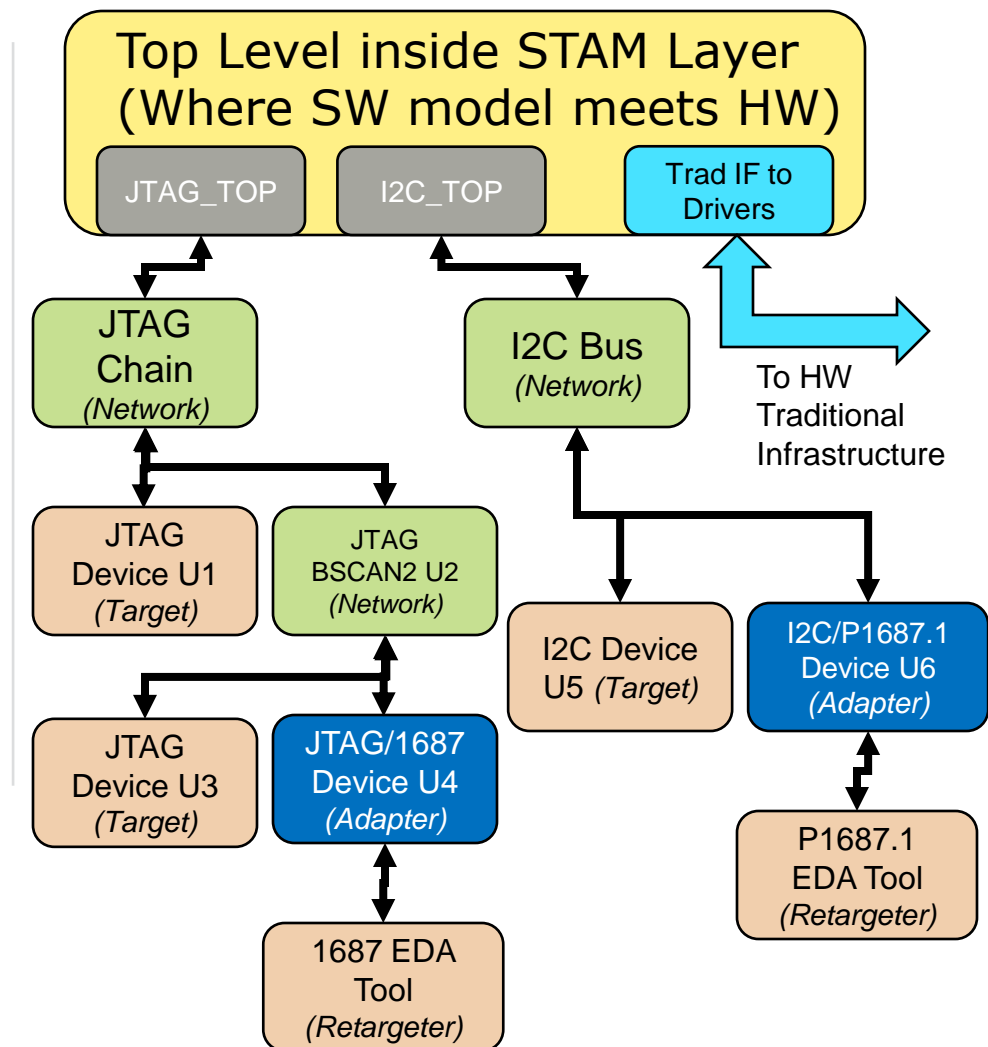 Top Level inside STAM Layer
(Where SW model meets HW)
JTAG_TOP
I2C_TOP
Trad IF to
Drivers
JTAG
Chain
(Network)
I2C Bus
(Network)
To HW
Traditional
Infrastructure
JTAG
Device U1
(Target)
JTAG
BSCAN2 U2
(Network)
I2C Device
U5 (Target)
I2C/P1687.1
Device U6
(Adapter)
JTAG
Device U3
(Target)
JTAG/1687
Device U4
(Adapter)
P1687.1
EDA Tool
(Retargeter)
1687 EDA
Tool
(Retargeter)